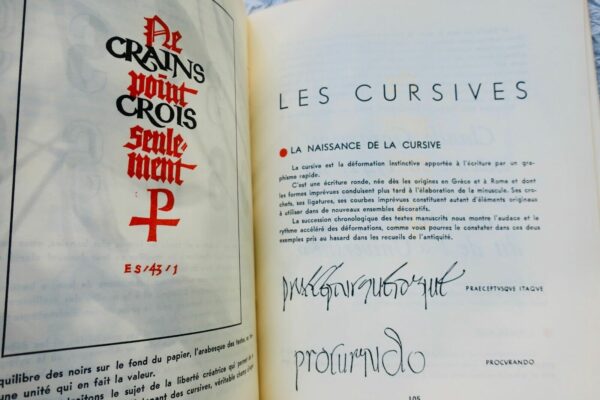 Ne
CRAINS
point
CROIS
seule-
ment
ES/43/1
quilibre des noirs sur le fond du papier, l'arabesque des textes,
une unité qui en fait la valeur.
le sujet de la liberté créatrice qui
des cursives, véritable
LES CURSIVES
LA NAISSANCE DE LA CURSIVE
La cursive est la déformation instinctive apportée à l'écriture par un gra-
phisme rapide.
C'est une écriture ronde, née dès les origines en Grèce et à Rome et dont
les formes imprévues conduisent plus tard à l'élaboration de la minuscule. Ses cro-
chets, ses ligatures, ses courbes imprévues constituent autant d'éléments originaux
à utiliser dans de nouveaux ensembles décoratifs.
La succession chronologique des textes manuscrits nous montre l'audace et le
rythme accéléré des déformations, comme vous pourrez le constater dans ces deux
exemples pris au hasard dans les recueils de l'antiquité.
praeceptusque itaque PRAECEPTVSQVE ITAQVE
procurando PROCVRANDO
105